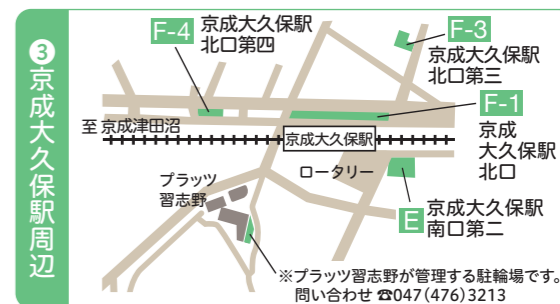 ❸京成大久保駅周辺
F-4
京成大久保駅
北口第四
F-3
京成大久保駅
北口第三
F-1
京成
大久保駅
北口
至 京成津田沼
京成大久保駅
ロータリー
プラッツ
習志野
E
京成大久保駅
南口第二
※プラッツ習志野が管理する駐輪場です。
問い合わせ ☎047(476)3213